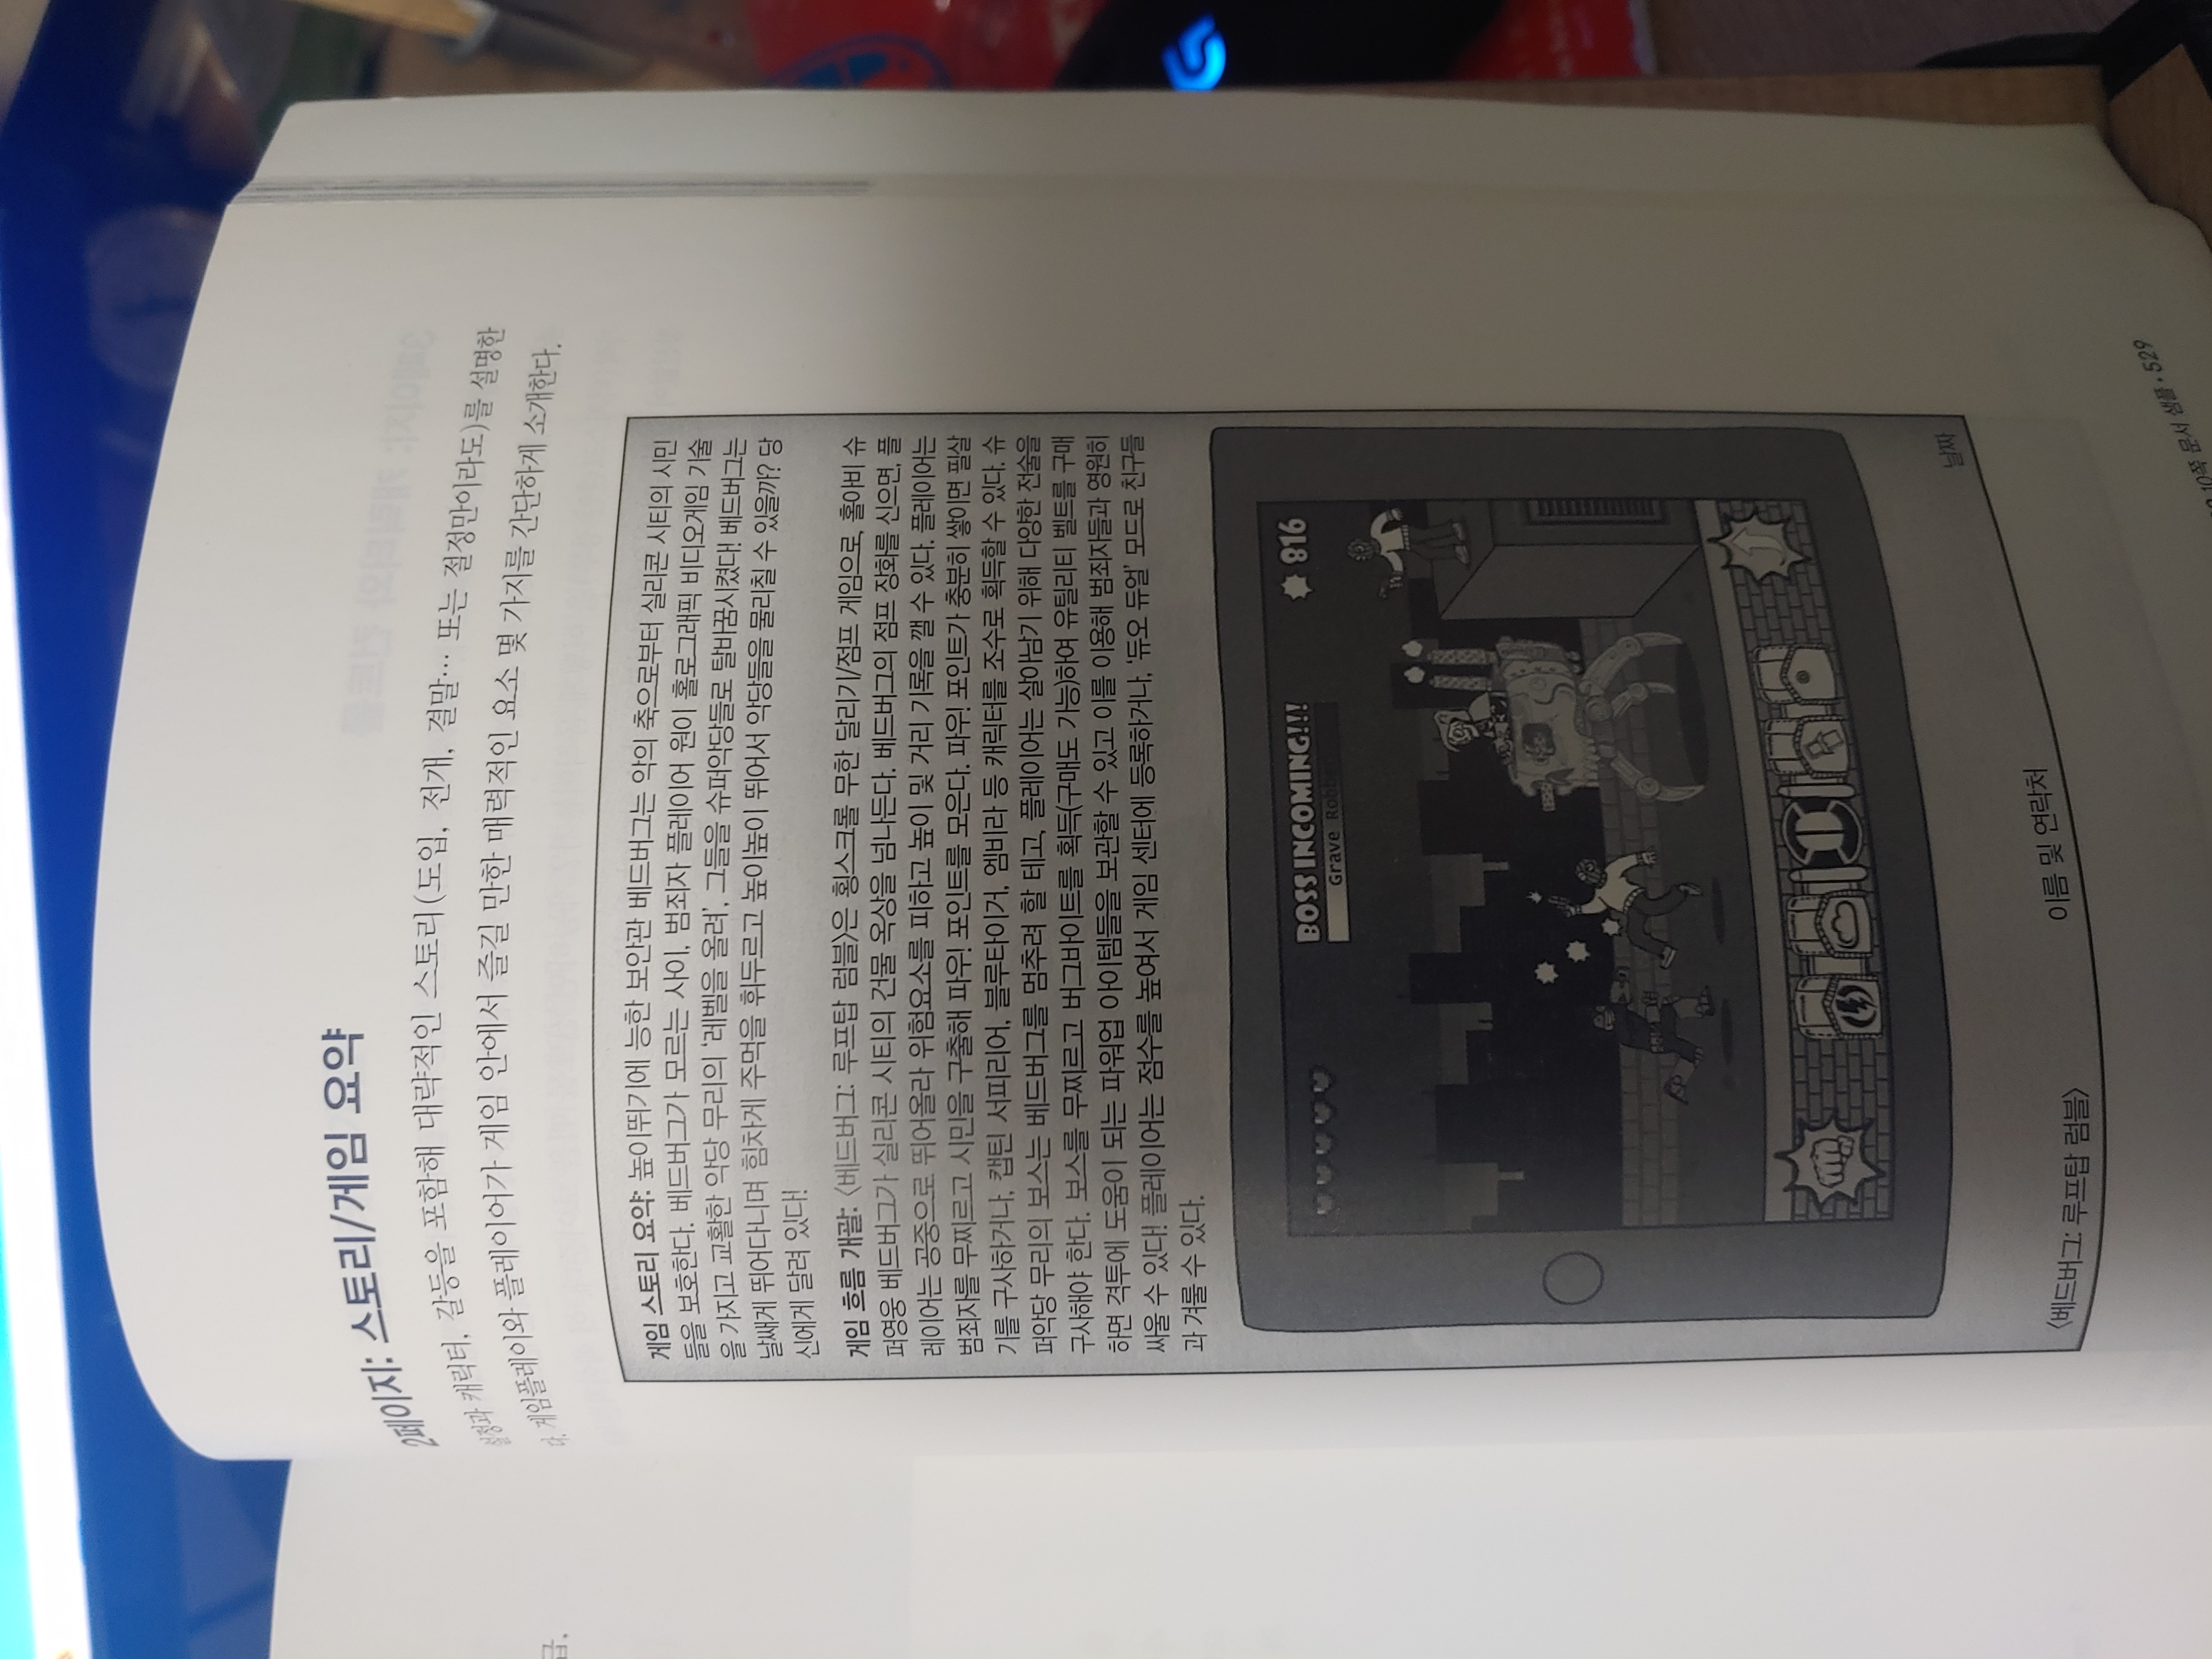 2페이지: 스토리/게임 요약
설정과 캐릭터, 갈등을 포함해 대략적인 스토리(도입, 전개, 결말… 또는 절정만이라도)를 설명한
다. 게임플레이와 플레이어가 게임 안에서 즐길 만한 매력적인 요소 몇 가지를 간단하게 소개한다.
게임 스토리 요약: 높이뛰기에 능한 보안관 베드버그는 악의 축으로부터 실리콘 시티의 시민
들을 보호한다. 베드버그가 모르는 사이, 범죄자 플레이어 원이 홀로그래픽 비디오게임 기술
을 가지고 교활한 악당 무리의 ‘레벨을 올려’, 그들을 슈퍼악당들로 탈바꿈시켰다! 베드버그는
날쌔게 뛰어다니며 힘차게 주먹을 휘두르고 높이높이 뛰어서 악당들을 물리칠 수 있을까? 당
신에게 달려 있다!
게임 흐름 개괄: 〈베드버그: 루프탑 럼블〉은 횡스크롤 무한 달리기/점프 게임으로, 홀아비 슈
퍼영웅 베드버그가 실리콘 시티의 건물 옥상을 넘나든다. 베드버그의 점프 장화를 신으면, 플
레이어는 공중으로 뛰어올라 위험요소를 피하고 높이 및 거리 기록을 깰 수 있다. 플레이어는
범죄자를 무찌르고 시민을 구출해 파우! 포인트를 모은다. 파우! 포인트가 충분히 쌓이면 필살
기를 구사하거나, 캡틴 서피리어, 블루타이거, 엠비라 등 캐릭터를 조수로 획득할 수 있다. 슈
퍼악당 무리의 보스는 베드버그를 멈추려 할 테고, 플레이어는 살아남기 위해 다양한 전술을
구사해야 한다. 보스를 무찌르고 버그바이트를 획득(구매도 가능)하여 유틸리티 벨트를 구매
하면 격투에 도움이 되는 파워업 아이템들을 보관할 수 있고 이를 이용해 범죄자들과 영원히
싸울 수 있다! 플레이어는 점수를 높여서 게임 센터에 등록하거나, ‘듀오 듀얼’ 모드로 친구들
과 겨룰 수 있다.
BOSS INCOMING!!!
816
Grave Robber
날짜
〈베드버그: 루프탑 럼블〉
이름 및 연락처
10쪽 문서 샘플 • 529
급,